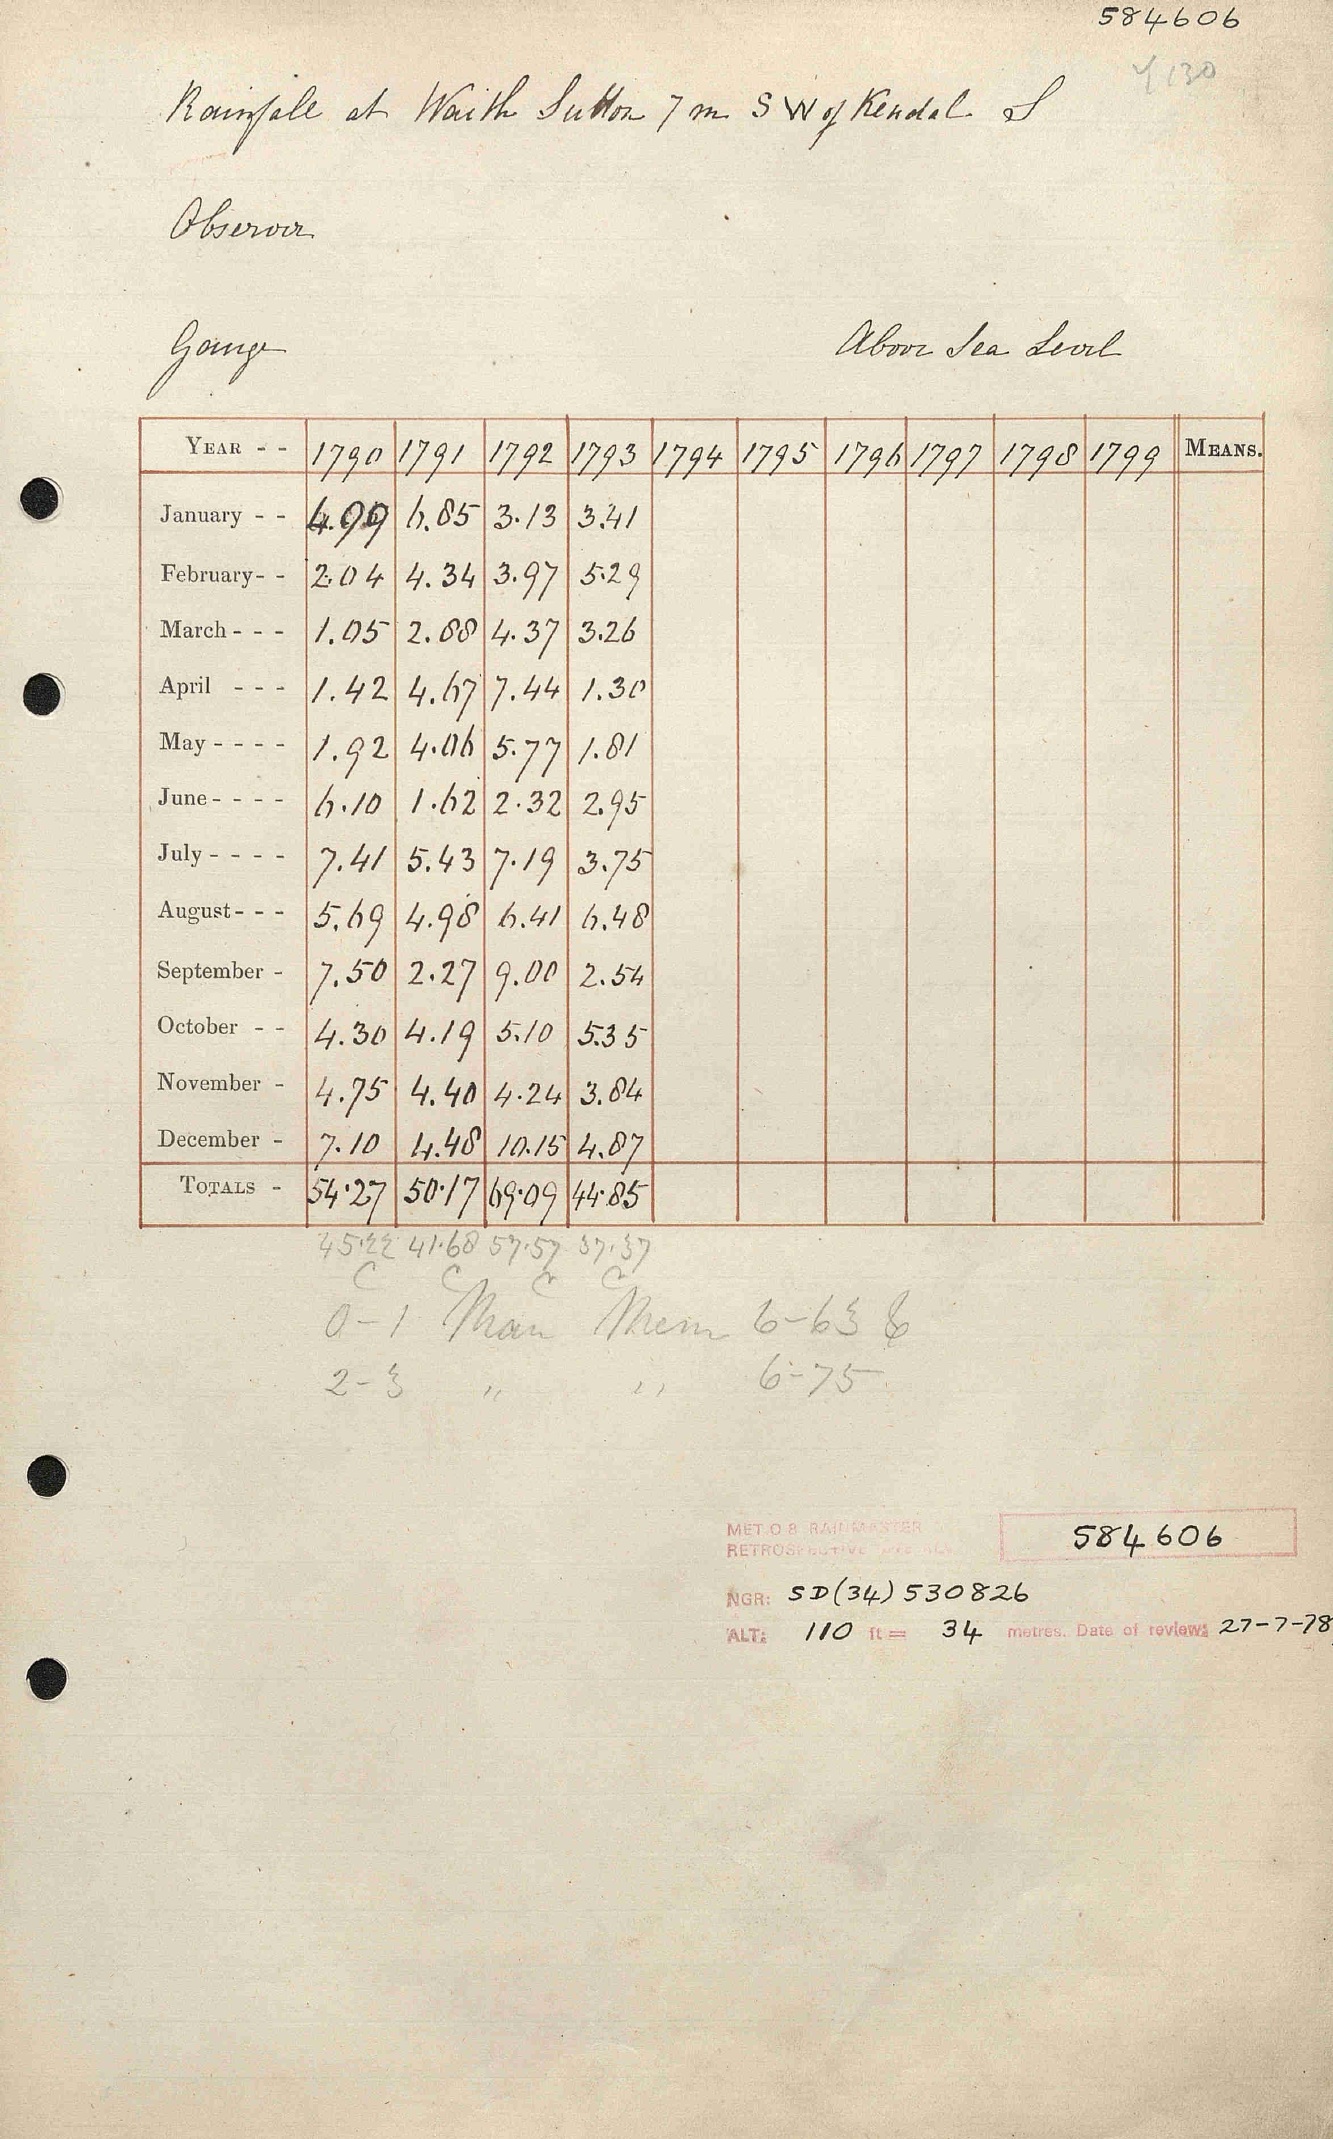 584606
4/130
Rainfall at Waith Sutton 7 m S W of Kendal S
Observer
Gauge
Above Sea Level
YEAR - - 1790 1791 1792 1793 1794 1795 1796 1797 1798 1799 MEANS.
January - - 4.99 6.85 3.13 3.41
February - - 2.04 4.34 3.97 5.29
March - - - 1.05 2.88 4.37 3.26
April - - - 1.42 4.67 7.44 1.30
May - - - - 1.92 4.06 5.77 1.81
June - - - - 6.10 1.62 2.32 2.95
July - - - - 7.41 5.43 7.19 3.75
August - - - 5.69 4.98 6.41 6.48
September - 7.50 2.27 9.00 2.54
October - - 4.30 4.19 5.10 5.35
November - 4.75 4.40 4.24 3.84
December - 7.10 4.48 10.15 4.87
TOTALS - 54.27 50.17 69.09 44.85
45.22 41.68 57.57 37.37
C C C C
0-1 Man Mem 6-63
2-3 " " 6-75
MET O 8 RAINMASTER
RETROSPECTIVE
584606
NGR: SD(34)530826
ALT: 110 ft = 34 metres. Date of review: 27-7-78